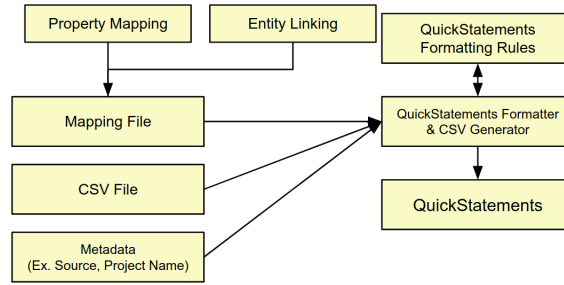 Property Mapping
Entity Linking
QuickStatements
Formatting Rules
Mapping File
QuickStatements Formatter
& CSV Generator
CSV File
QuickStatements
Metadata
(Ex. Source, Project Name)